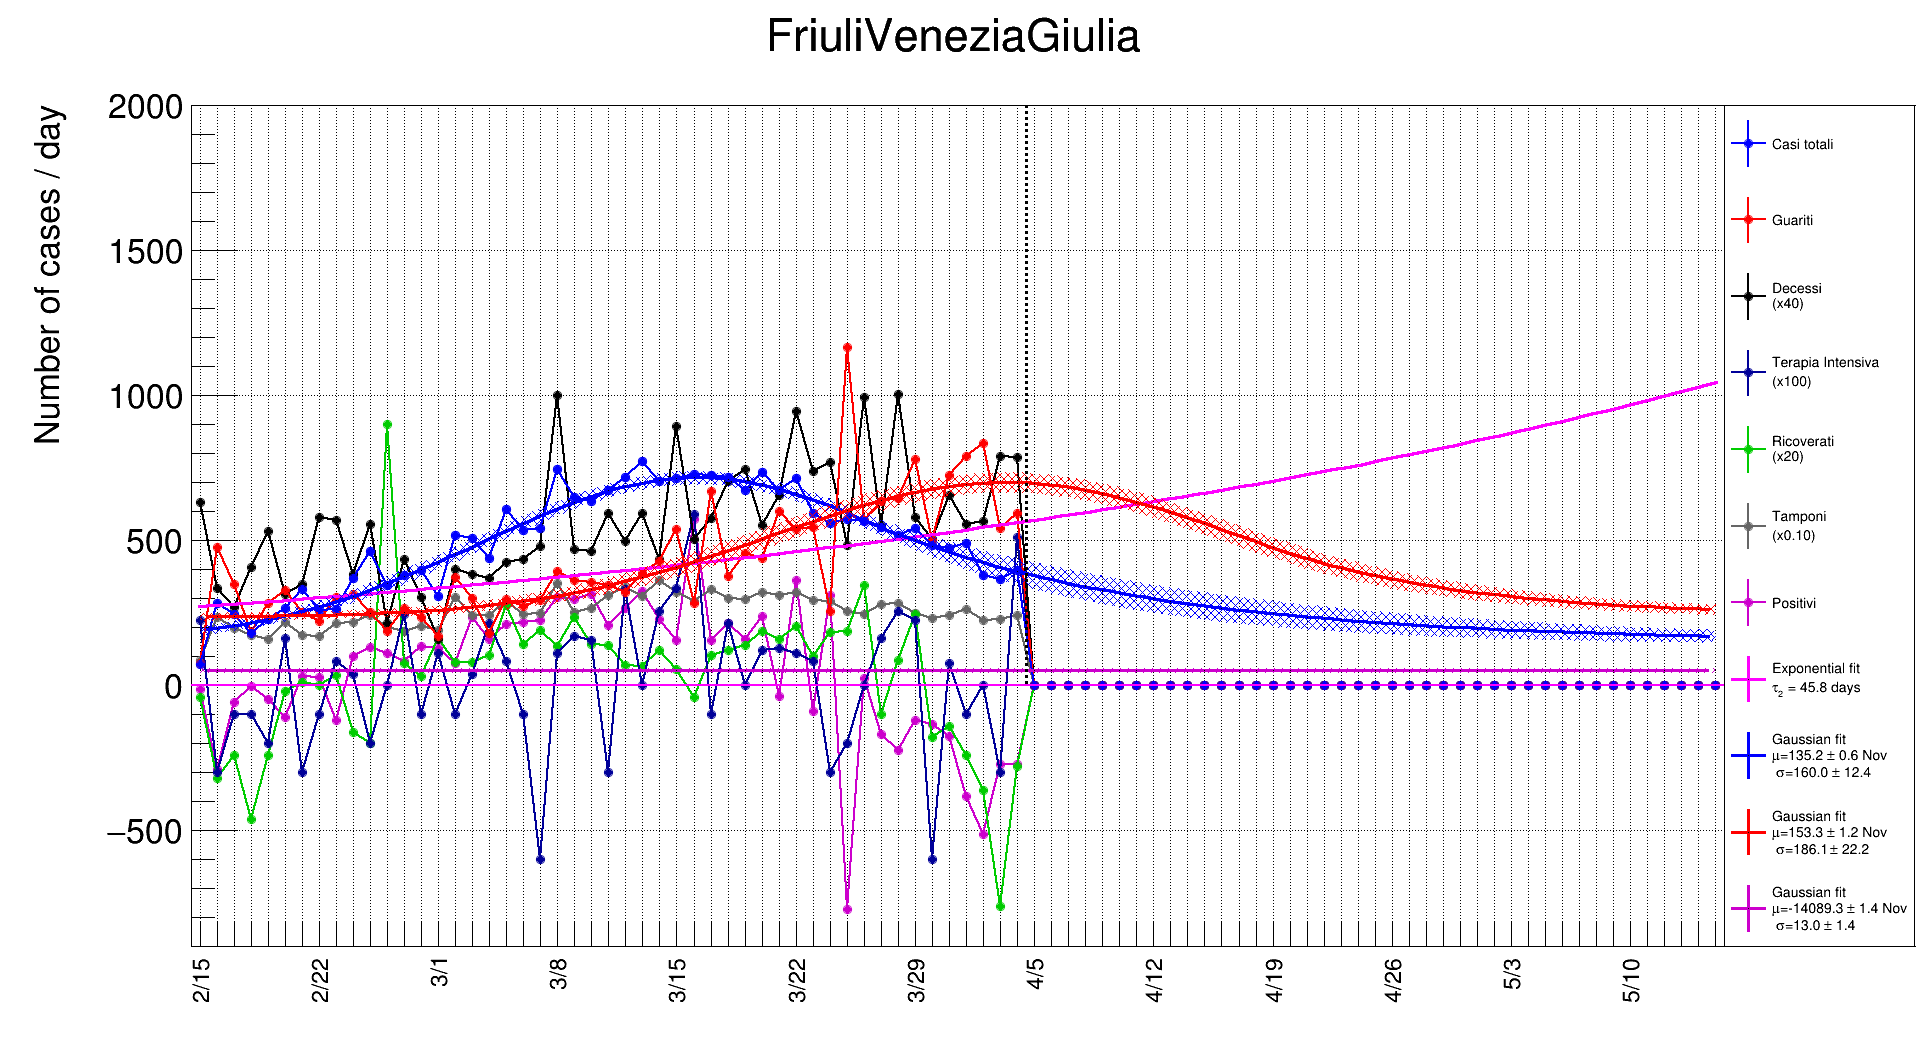 FriuliVeneziaGiulia
Number of cases / day
2000
1500
1000
500
0
−500
2/15
2/22
3/1
3/8
3/15
3/22
3/29
4/5
4/12
4/19
4/26
5/3
5/10
Casi totali
Guariti
Decessi
(x40)
Terapia Intensiva
(x100)
Ricoverati
(x20)
Tamponi
(x0.10)
Positivi
Exponential fit
τ2 = 45.8 days
Gaussian fit
μ=135.2 ± 0.6 Nov
σ=160.0 ± 12.4
Gaussian fit
μ=153.3 ± 1.2 Nov
σ=186.1 ± 22.2
Gaussian fit
μ=-14089.3 ± 1.4 Nov
σ=13.0 ± 1.4